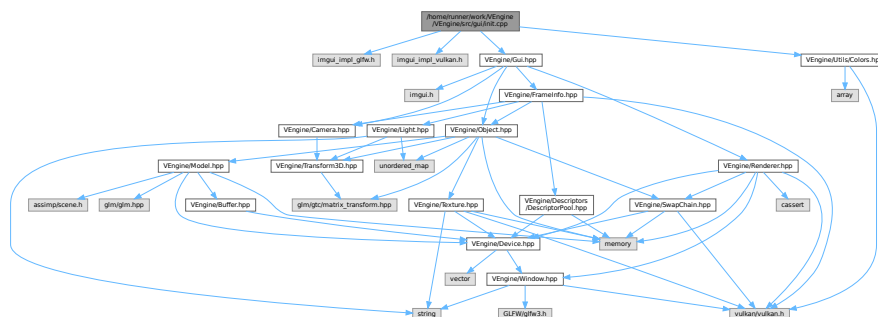 /home/runner/work/VEngine
/VEngine/src/gui/init.cpp
imgui_impl_glfw.h
imgui_impl_vulkan.h
VEngine/Gui.hpp
VEngine/Utils/Colors.hpp
imgui.h
VEngine/FrameInfo.hpp
array
VEngine/Camera.hpp
VEngine/Light.hpp
VEngine/Object.hpp
VEngine/Model.hpp
VEngine/Transform3D.hpp
unordered_map
VEngine/Renderer.hpp
assimp/scene.h
glm/glm.hpp
VEngine/Buffer.hpp
glm/gtc/matrix_transform.hpp
VEngine/Texture.hpp
VEngine/Descriptors
/DescriptorPool.hpp
VEngine/SwapChain.hpp
cassert
VEngine/Device.hpp
memory
vector
VEngine/Window.hpp
string
GLFW/glfw3.h
vulkan/vulkan.h